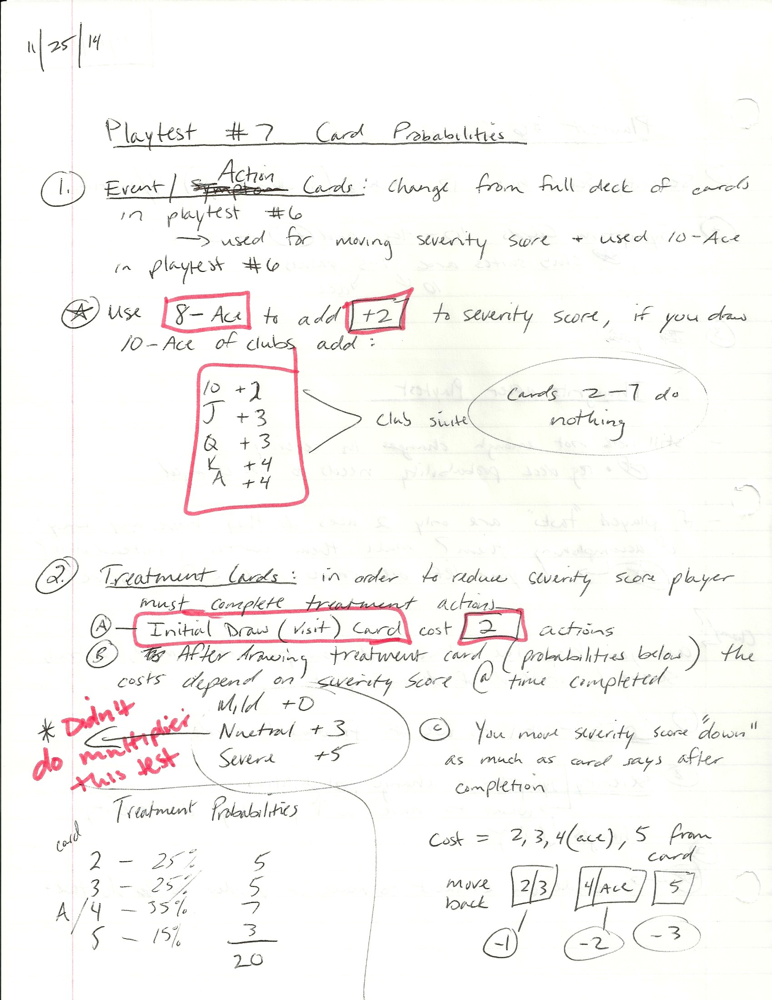 11/25/14
Playtest #7 Card Probabilities
1. Event/ Symptom Action Cards: change from full deck of cards
in playtest #6
→ used for moving severity score + used 10-Ace
in playtest #6
A Use 8-Ace to add +2 to severity score, if you draw
10-Ace of clubs add:
10 +2
J +3
Q +3
K +4
A +4
Club suite
Cards 2-7 do
nothing
2. Treatment Cards: in order to reduce severity score player
must complete treatment actions
A — Initial Draw (visit) Card cost 2 actions
B After drawing treatment card (probabilities below) the
costs depend on severity score @ time completed
Mild +0
Nuetral +3
Severe +5
* Didn't
do multiplier
this test
C You move severity score "down"
as much as card says after
completion
Treatment Probabilities
card
2 - 25% 5
3 - 25% 5
A/4 - 35% 7
5 - 15% 3
20
Cost = 2, 3, 4(ace), 5 from
card
move
back
2/3 4/Ace 5
-1 -2 -3